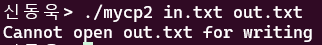 신동욱> ./mycp2 in.txt out.txt
Cannot open out.txt for writing